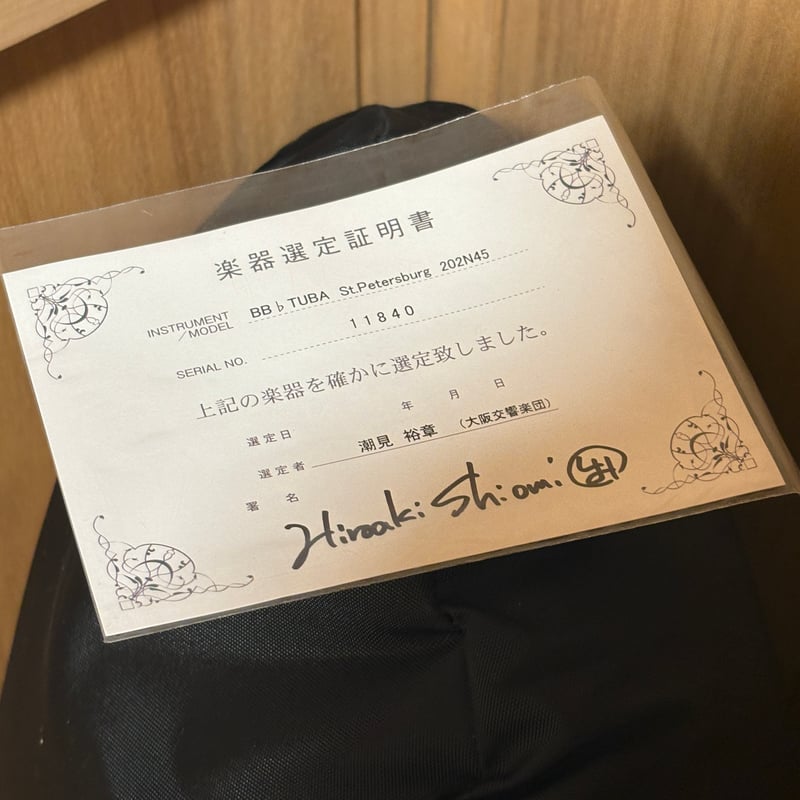 楽器選定証明書
INSTRUMENT
／MODEL
BB♭TUBA St.Petersburg 202N45
SERIAL NO.
11840
上記の楽器を確かに選定致しました。
選定日 年 月 日
選定者 潮見 裕章 （大阪交響楽団）
署 名
Hiroaki Shiomi